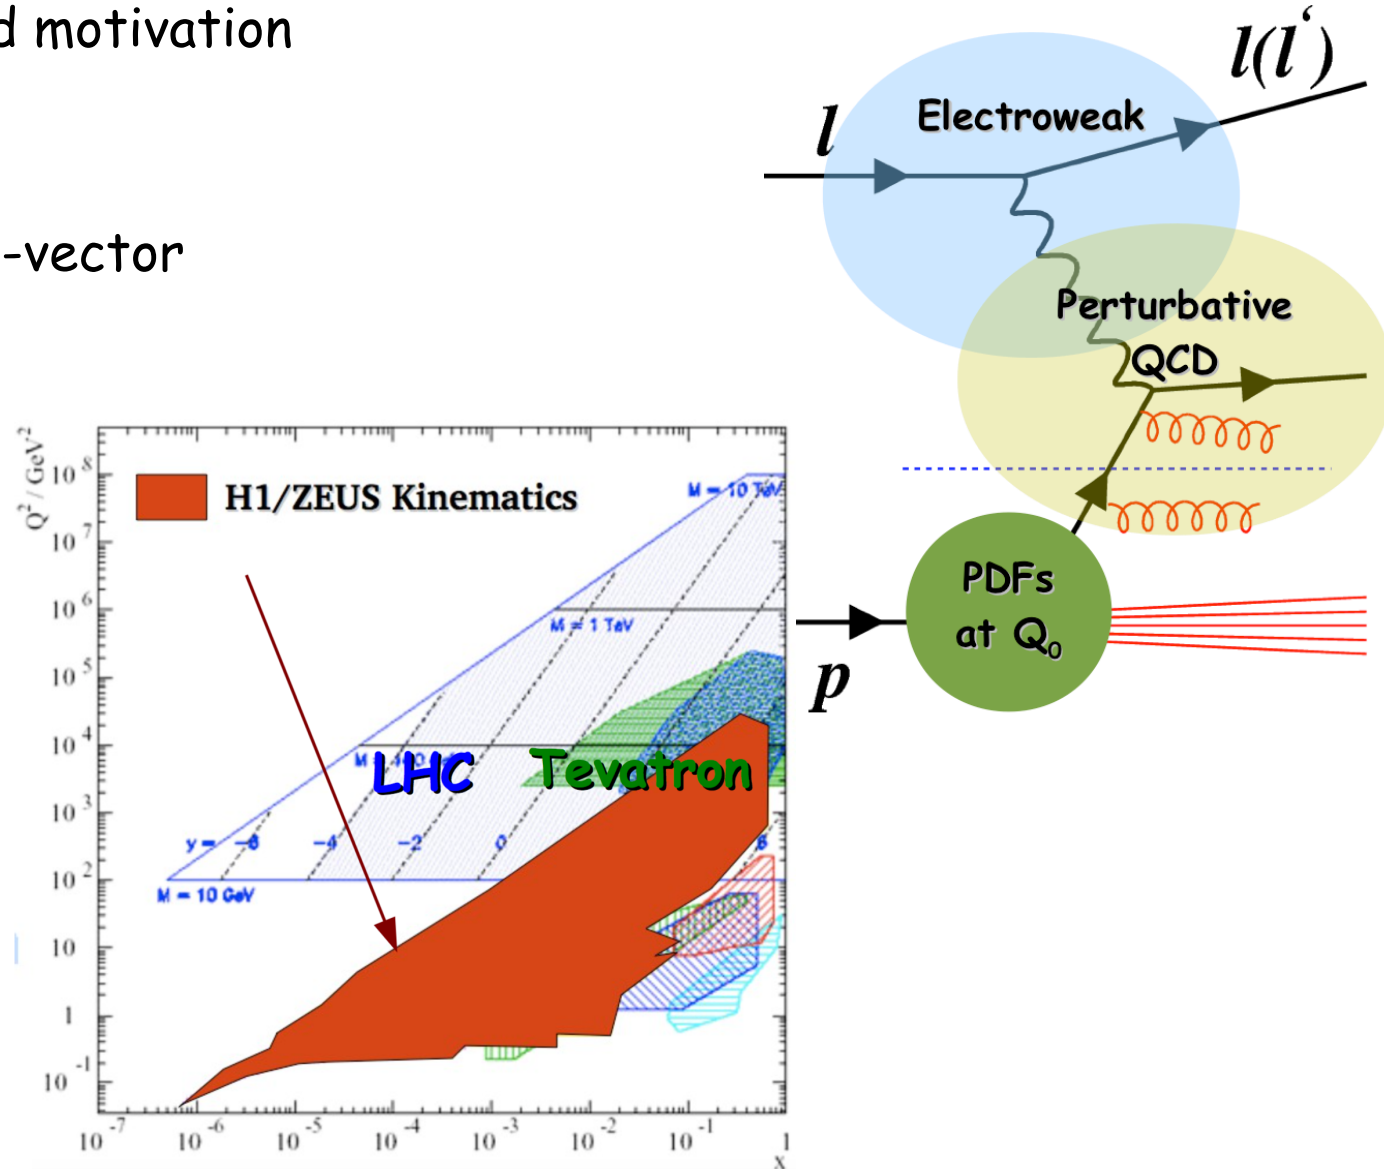 d motivation
-vector
l
l(l‘)
Electroweak
Perturbative
QCD
PDFs
at Q₀
p
Q² / GeV²
H1/ZEUS Kinematics
M = 10 TeV
M = 1 TeV
LHC
Tevatron
y =
−4
−2
0
6
M = 10 GeV
10⁸
10⁷
10⁶
10⁵
10⁴
10³
10²
10
1
10⁻¹
10⁻⁷
10⁻⁶
10⁻⁵
10⁻⁴
10⁻³
10⁻²
10⁻¹
1
x